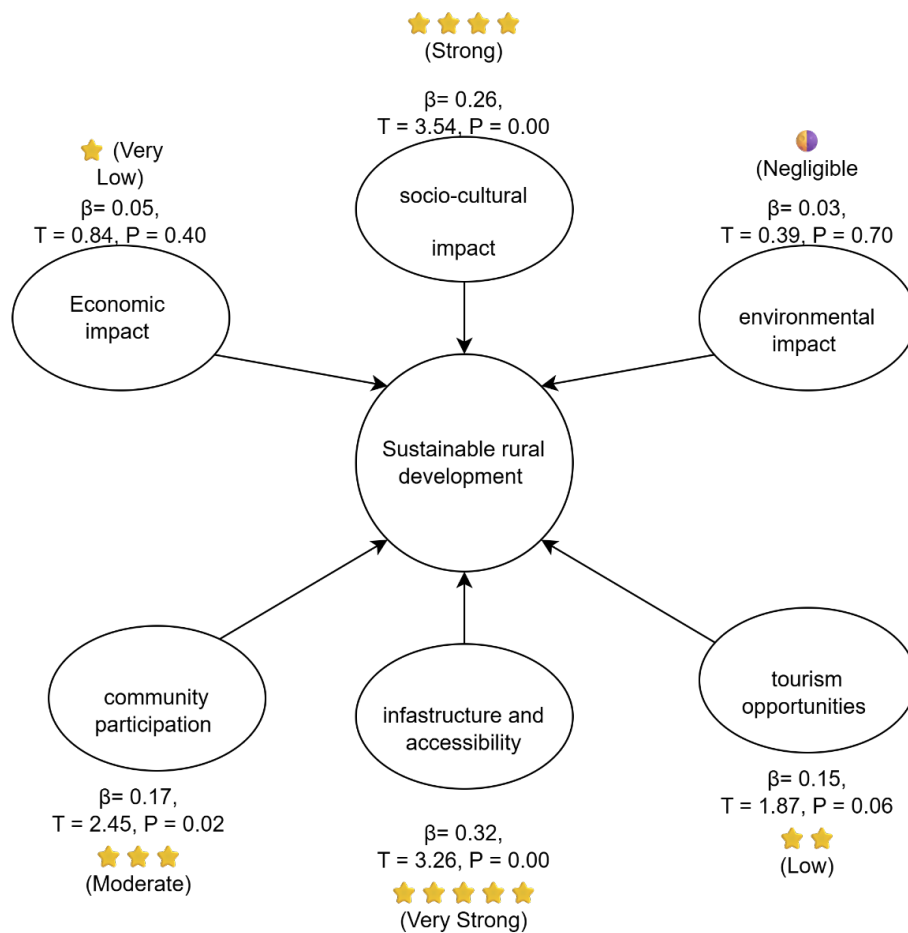 (Strong)
β= 0.26,
T = 3.54, P = 0.00
socio-cultural
impact
(Very
Low)
β= 0.05,
T = 0.84, P = 0.40
Economic
impact
(Negligible
β= 0.03,
T = 0.39, P = 0.70
environmental
impact
Sustainable rural
development
community
participation
β= 0.17,
T = 2.45, P = 0.02
(Moderate)
infastructure and
accessibility
β= 0.32,
T = 3.26, P = 0.00
(Very Strong)
tourism
opportunities
β= 0.15,
T = 1.87, P = 0.06
(Low)